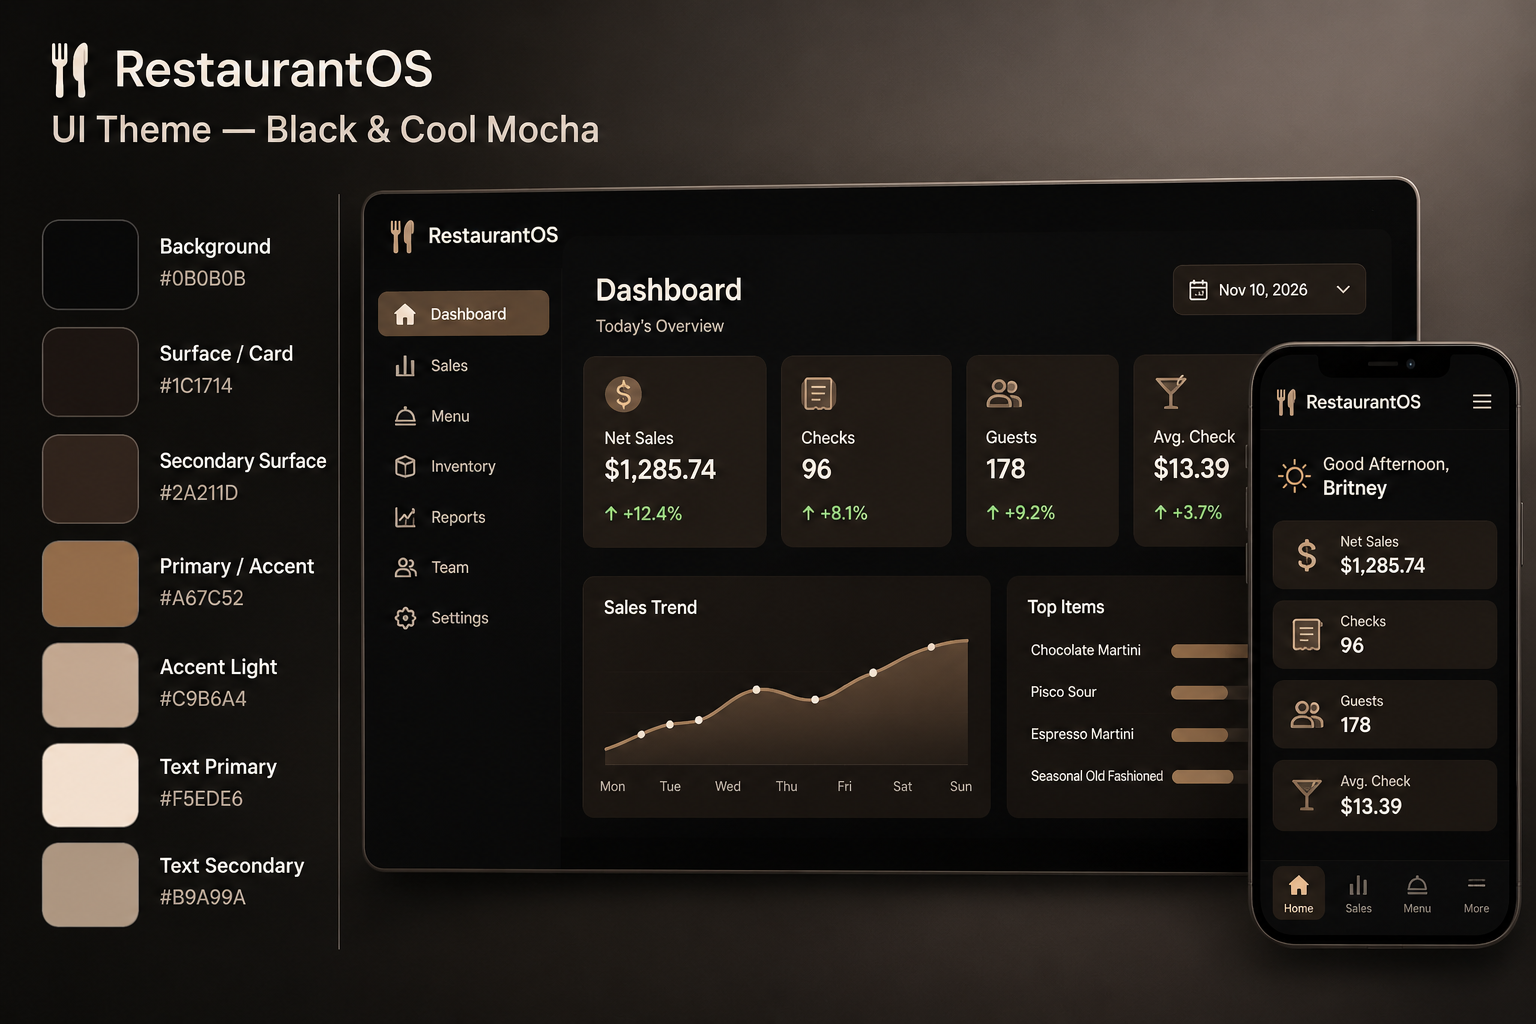 RestaurantOS
UI Theme — Black & Cool Mocha
Background
#0B0B0B
Surface / Card
#1C1714
Secondary Surface
#2A211D
Primary / Accent
#A67C52
Accent Light
#C9B6A4
Text Primary
#F5EDE6
Text Secondary
#B9A99A
RestaurantOS
Dashboard
Sales
Menu
Inventory
Reports
Team
Settings
Dashboard
Today's Overview
Nov 10, 2026
Net Sales
$1,285.74
↑ +12.4%
Checks
96
↑ +8.1%
Guests
178
↑ +9.2%
Avg. Check
$13.39
↑ +3.7%
Sales Trend
Mon Tue Wed Thu Fri Sat Sun
Top Items
Chocolate Martini
Pisco Sour
Espresso Martini
Seasonal Old Fashioned
RestaurantOS
Good Afternoon,
Britney
Net Sales
$1,285.74
Checks
96
Guests
178
Avg. Check
$13.39
Home Sales Menu More